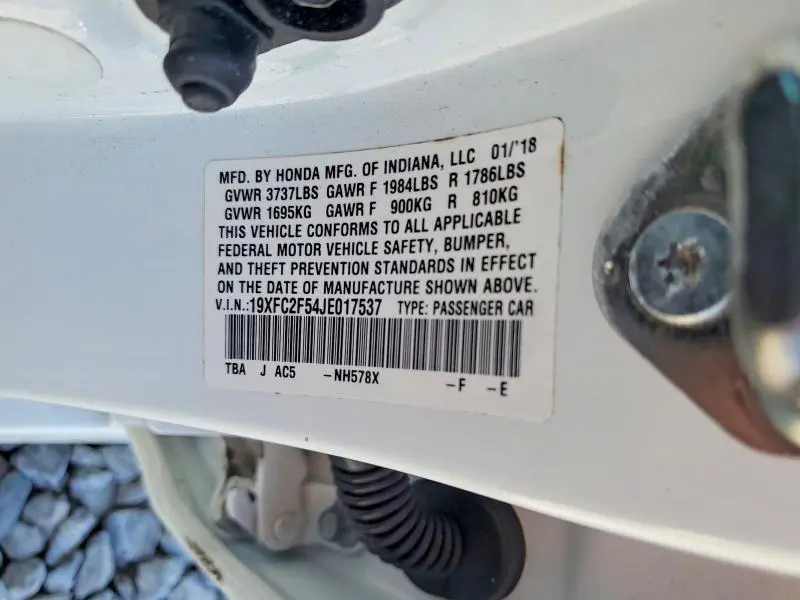 MFD. BY HONDA MFG. OF INDIANA, LLC 01/'18
GVWR 3737LBS GAWR F 1984LBS R 1786LBS
GVWR 1695KG GAWR F 900KG R 810KG
THIS VEHICLE CONFORMS TO ALL APPLICABLE
FEDERAL MOTOR VEHICLE SAFETY, BUMPER,
AND THEFT PREVENTION STANDARDS IN EFFECT
ON THE DATE OF MANUFACTURE SHOWN ABOVE.
V.I.N.:19XFC2F54JE017537 TYPE: PASSENGER CAR
TBA J AC5 -NH578X -F -E